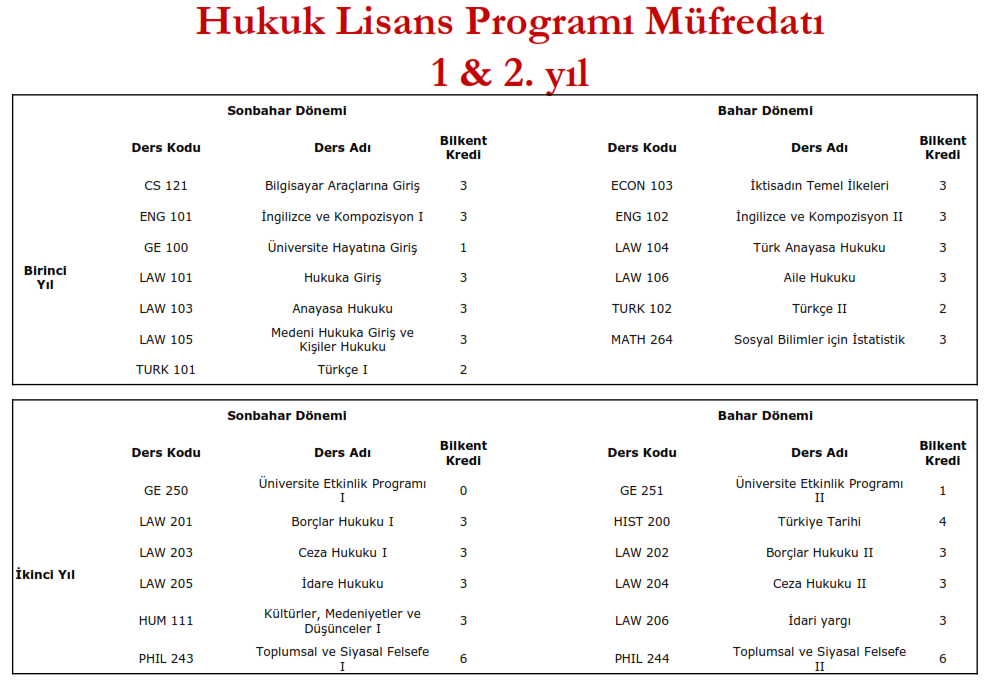 Hukuk Lisans Programı Müfredatı
1 & 2. yıl
Sonbahar Dönemi Bahar Dönemi
Ders Kodu Ders Adı Bilkent Kredi Ders Kodu Ders Adı Bilkent Kredi
CS 121 Bilgisayar Araçlarına Giriş 3 ECON 103 İktisadın Temel İlkeleri 3
ENG 101 İngilizce ve Kompozisyon I 3 ENG 102 İngilizce ve Kompozisyon II 3
GE 100 Üniversite Hayatına Giriş 1 LAW 104 Türk Anayasa Hukuku 3
Birinci Yıl LAW 101 Hukuka Giriş 3 LAW 106 Aile Hukuku 3
LAW 103 Anayasa Hukuku 3 TURK 102 Türkçe II 2
LAW 105 Medeni Hukuka Giriş ve Kişiler Hukuku 3 MATH 264 Sosyal Bilimler için İstatistik 3
TURK 101 Türkçe I 2
Sonbahar Dönemi Bahar Dönemi
Ders Kodu Ders Adı Bilkent Kredi Ders Kodu Ders Adı Bilkent Kredi
GE 250 Üniversite Etkinlik Programı I 0 GE 251 Üniversite Etkinlik Programı II 1
LAW 201 Borçlar Hukuku I 3 HIST 200 Türkiye Tarihi 4
LAW 203 Ceza Hukuku I 3 LAW 202 Borçlar Hukuku II 3
İkinci Yıl LAW 205 İdare Hukuku 3 LAW 204 Ceza Hukuku II 3
HUM 111 Kültürler, Medeniyetler ve Düşünceler I 3 LAW 206 İdari yargı 3
PHIL 243 Toplumsal ve Siyasal Felsefe I 6 PHIL 244 Toplumsal ve Siyasal Felsefe II 6